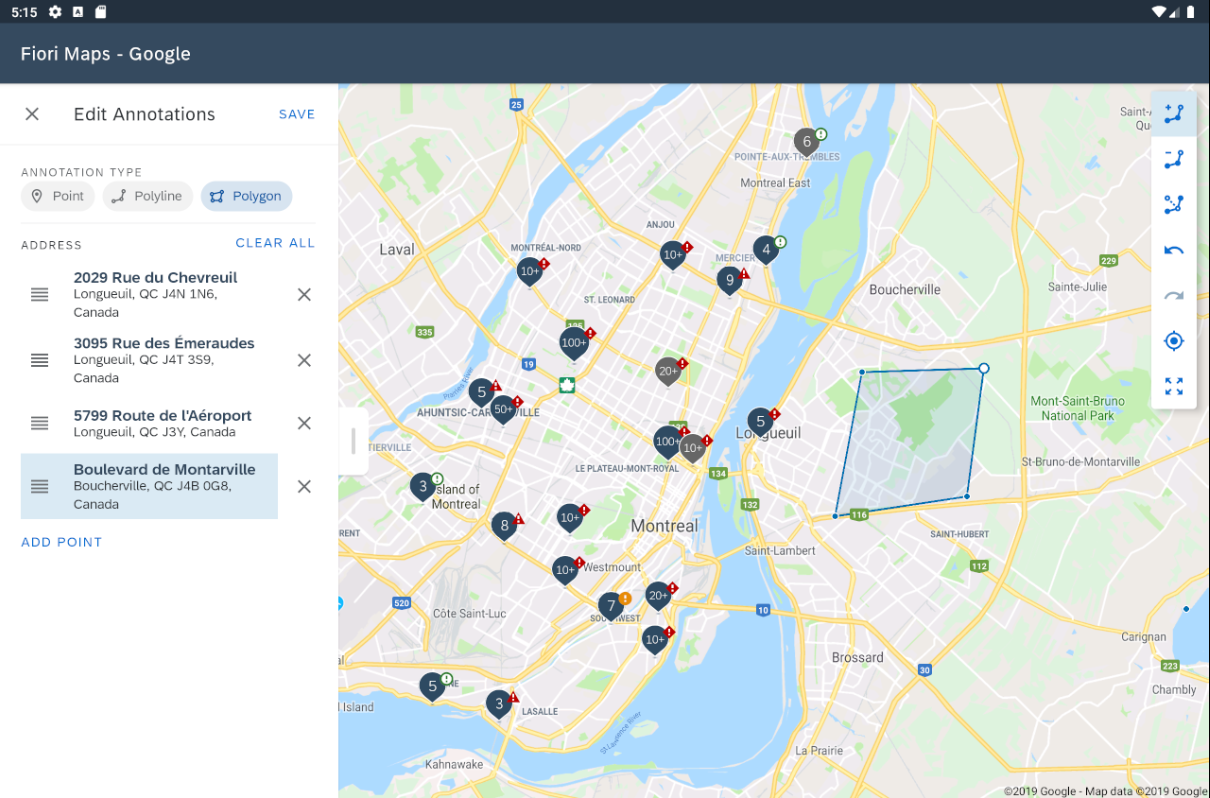 5:15
Fiori Maps - Google
Edit Annotations
SAVE
ANNOTATION TYPE
Point
Polyline
Polygon
ADDRESS
CLEAR ALL
2029 Rue du Chevreuil
Longueuil, QC J4N 1N6,
Canada
3095 Rue des Émeraudes
Longueuil, QC J4T 3S9,
Canada
5799 Route de l'Aéroport
Longueuil, QC J3Y, Canada
Boulevard de Montarville
Boucherville, QC J4B 0G8,
Canada
ADD POINT
25
Saint-
6
POINTE-AUX-TREMBLES
Montreal East
ANJOU
Laval
MONTRÉAL-NORD
10+
4
MERCIER
10+
9
229
Sainte-Julie
Boucherville
ST. LEONARD
335
100+
19
20+
5
50+
AHUNTSIC-CARTIERVILLE
Mont-Saint-Bruno
National Park
5
Longueuil
100+
10+
TIERVILLE
LE PLATEAU-MONT-ROYAL
134
St-Bruno-de-Montarville
3
Island of
Montreal
132
116
8
10+
Montreal
RENT
SAINT-HUBERT
Saint-Lambert
10+
Westmount
112
520
7
20+
10
Côte Saint-Luc
SOUTHWEST
10+
Carignan
Brossard
30
223
Chambly
5
NE
3
LASALLE
l.Island
St-Lawrence River
La Prairie
Kahnawake
©2019 Google - Map data ©2019 Google